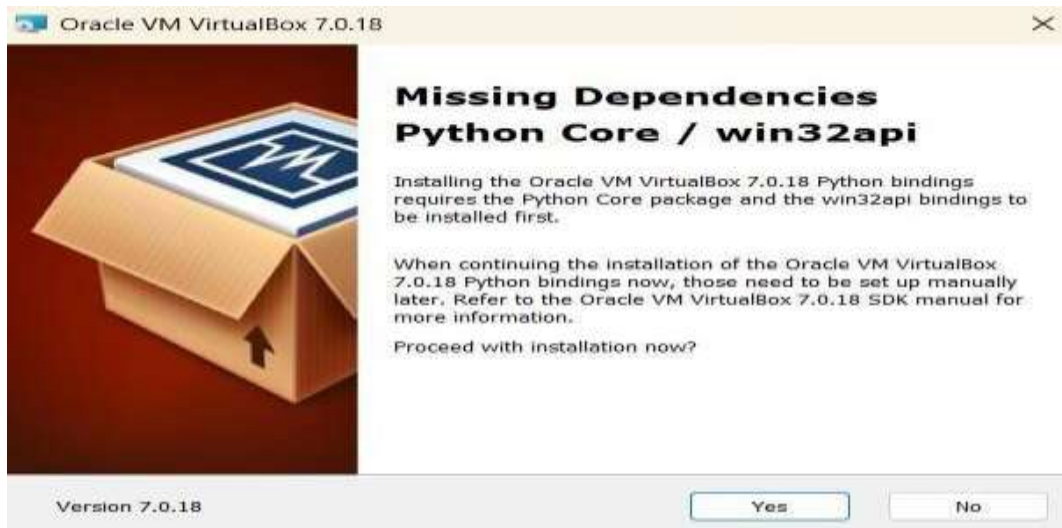 Oracle VM VirtualBox 7.0.18
Missing Dependencies
Python Core / win32api
Installing the Oracle VM VirtualBox 7.0.18 Python bindings
requires the Python Core package and the win32api bindings to
be installed first.
When continuing the installation of the Oracle VM VirtualBox
7.0.18 Python bindings now, those need to be set up manually
later. Refer to the Oracle VM VirtualBox 7.0.18 SDK manual for
more information.
Proceed with installation now?
Version 7.0.18
Yes
No